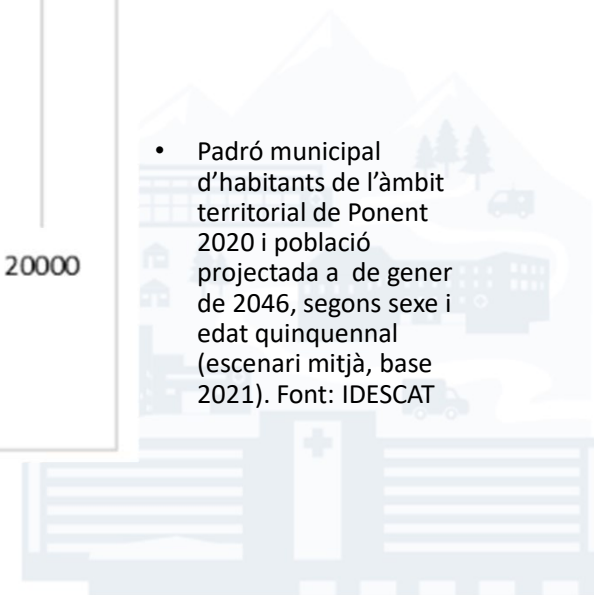 • Padró municipal
d’habitants de l’àmbit
territorial de Ponent
2020 i població
projectada a  de gener
de 2046, segons sexe i
edat quinquennal
(escenari mitjà, base
2021). Font: IDESCAT
20000